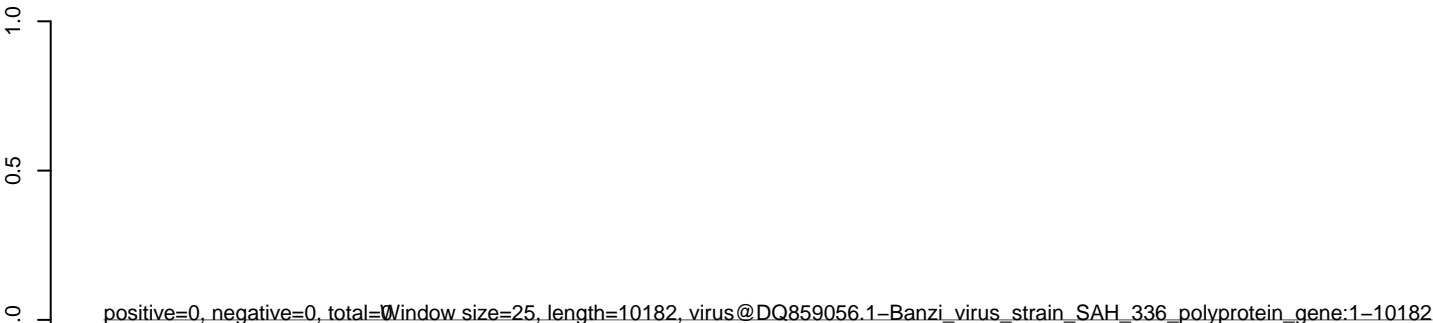 1.0
0.5
.0
positive=0, negative=0, total=0
Window size=25, length=10182, virus@DQ859056.1−Banzi_virus_strain_SAH_336_polyprotein_gene:1−10182